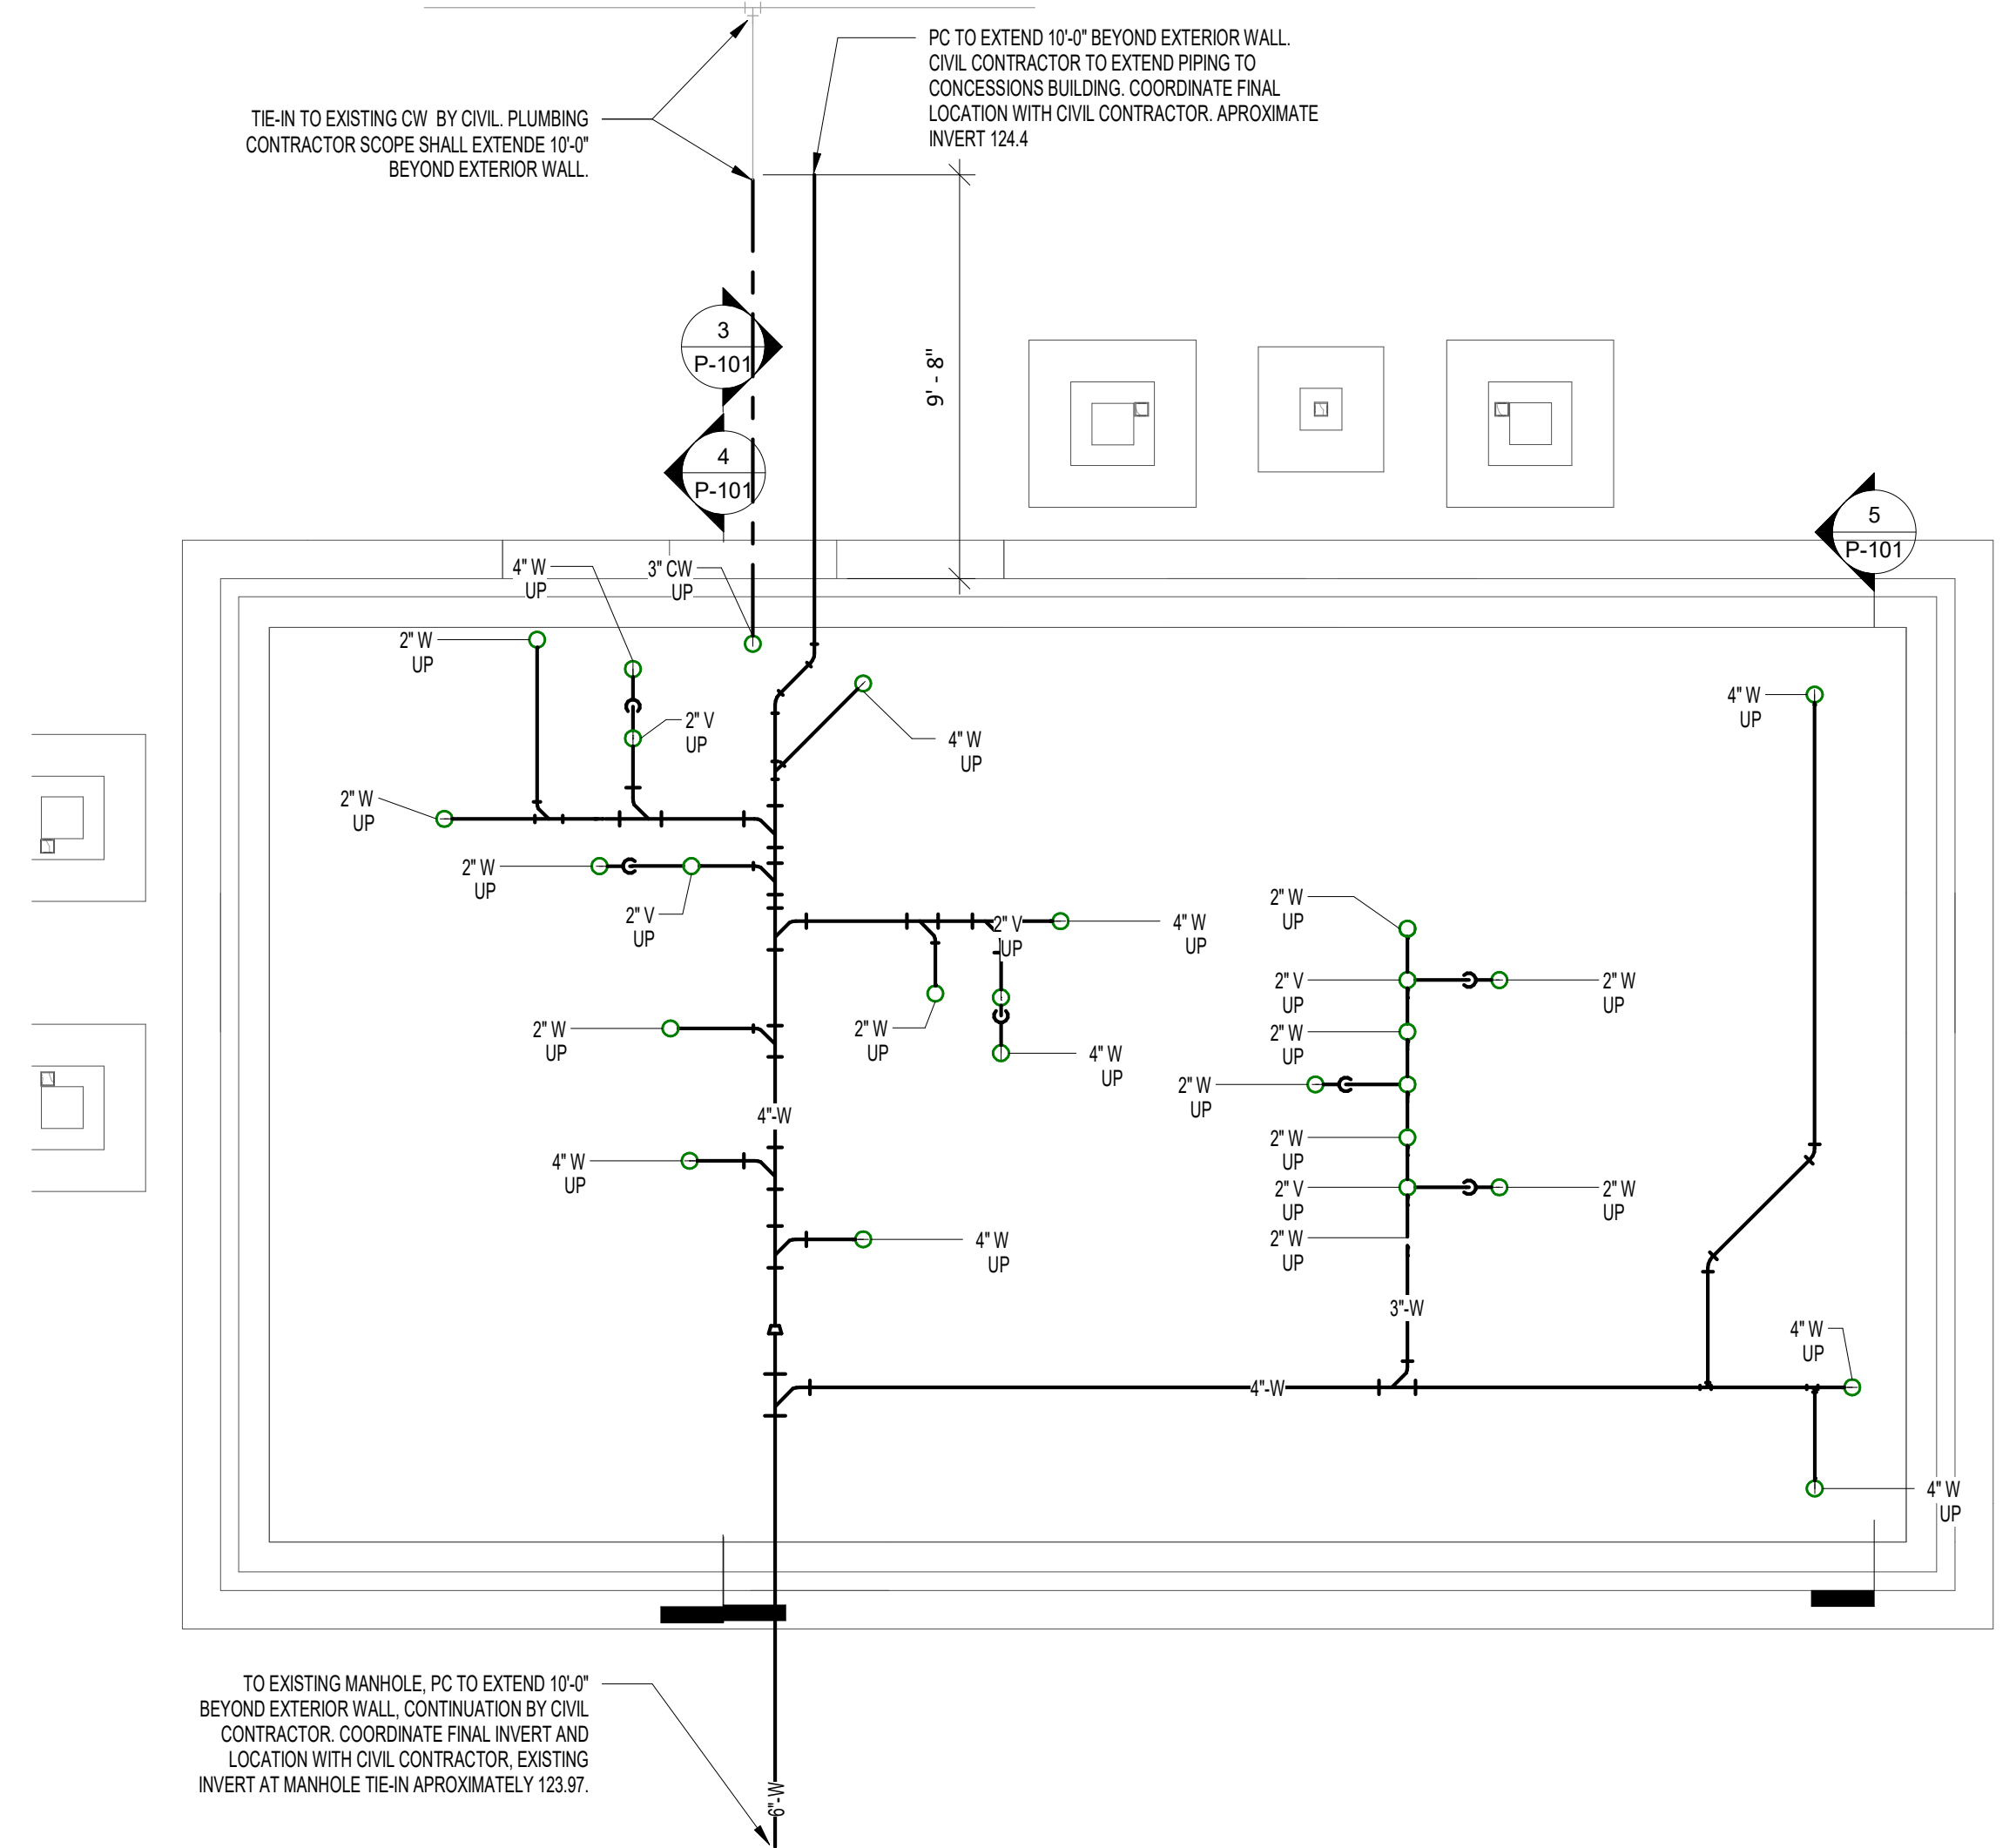 PC TO EXTEND 10'-0" BEYOND EXTERIOR WALL.
CIVIL CONTRACTOR TO EXTEND PIPING TO
CONCESSIONS BUILDING. COORDINATE FINAL
LOCATION WITH CIVIL CONTRACTOR. APROXIMATE
INVERT 124.4
TIE-IN TO EXISTING CW BY CIVIL. PLUMBING
CONTRACTOR SCOPE SHALL EXTENDE 10'-0"
BEYOND EXTERIOR WALL.
3
P-101
9' - 8"
4
P-101
5
P-101
4" W
UP
3" CW
UP
2" W
UP
4" W
UP
2" V
UP
4" W
UP
2" W
UP
2" W
UP
2" V
UP
2" V
UP
4" W
UP
2" W
UP
2" V
UP
2" W
UP
2" W
UP
2" W
UP
2" W
UP
4" W
UP
2" W
UP
4"-W
2" W
UP
4" W
UP
2" V
UP
2" W
UP
4" W
UP
2" W
UP
3"-W
4" W
UP
4"-W
4" W
UP
TO EXISTING MANHOLE, PC TO EXTEND 10'-0"
BEYOND EXTERIOR WALL, CONTINUATION BY CIVIL
CONTRACTOR. COORDINATE FINAL INVERT AND
LOCATION WITH CIVIL CONTRACTOR, EXISTING
INVERT AT MANHOLE TIE-IN APROXIMATELY 123.97.
6"-W